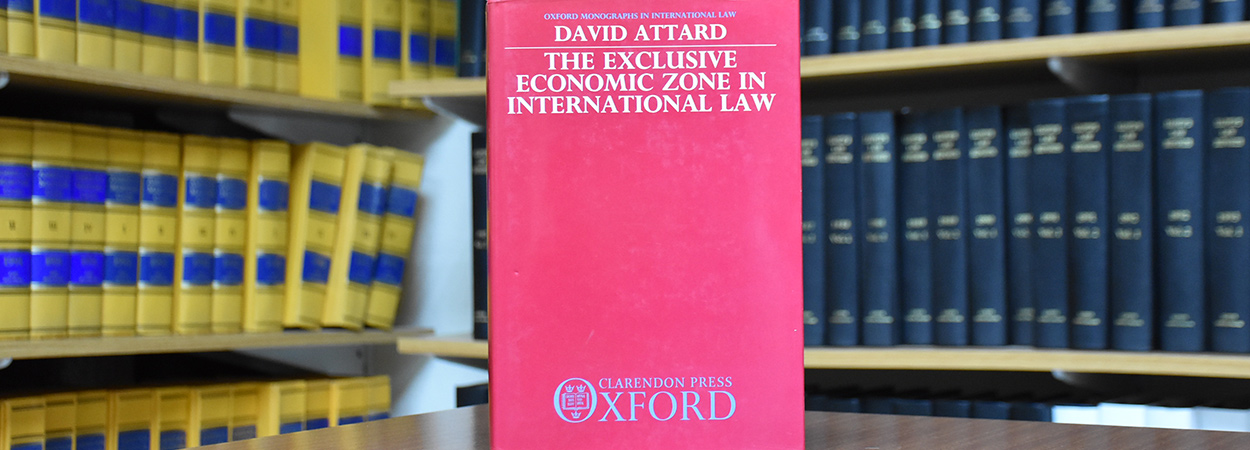 OXFORD MONOGRAPHS IN INTERNATIONAL LAW
DAVID ATTARD
THE EXCLUSIVE
ECONOMIC ZONE IN
INTERNATIONAL LAW
CLARENDON PRESS
OXFORD